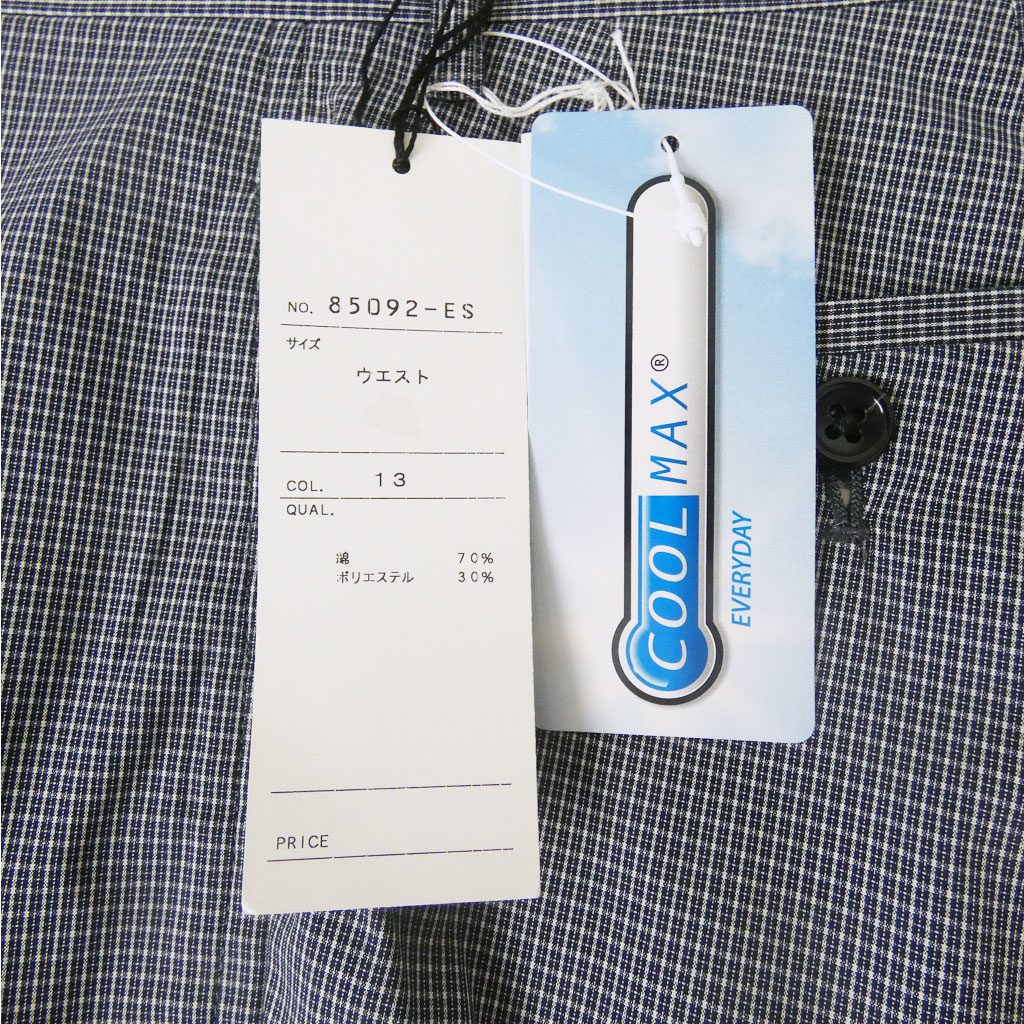 NO. 85092-ES
サイズ
ウエスト
COL. 13
QUAL.
綿 70%
ポリエステル 30%
PRICE
COOLMAX®
EVERYDAY